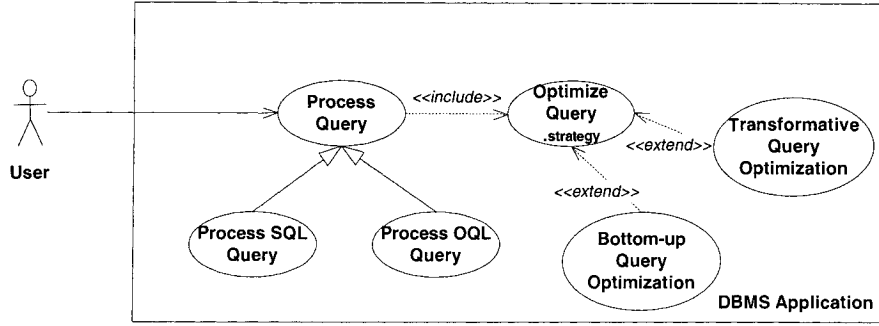 User
Process
Query
<<include>>
Optimize
Query
.strategy
<<extend>>
Transformative
Query
Optimization
<<extend>>
Process SQL
Query
Process OQL
Query
Bottom-up
Query
Optimization
DBMS Application